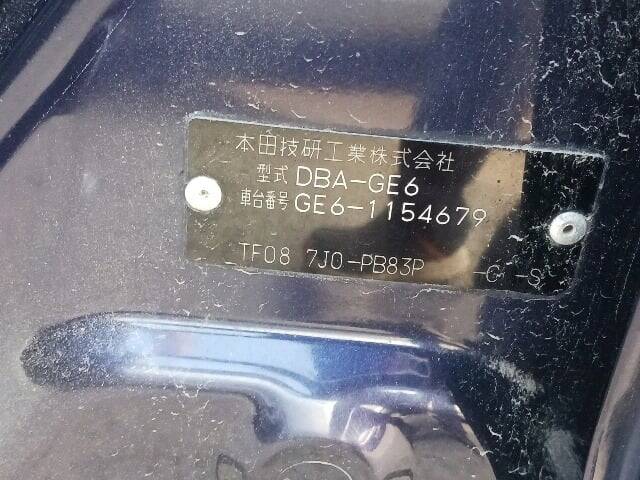 本田技研工業株式会社
型式 DBA-GE6
車台番号 GE6-1154679
TF08 7J0-PB83P -C -S